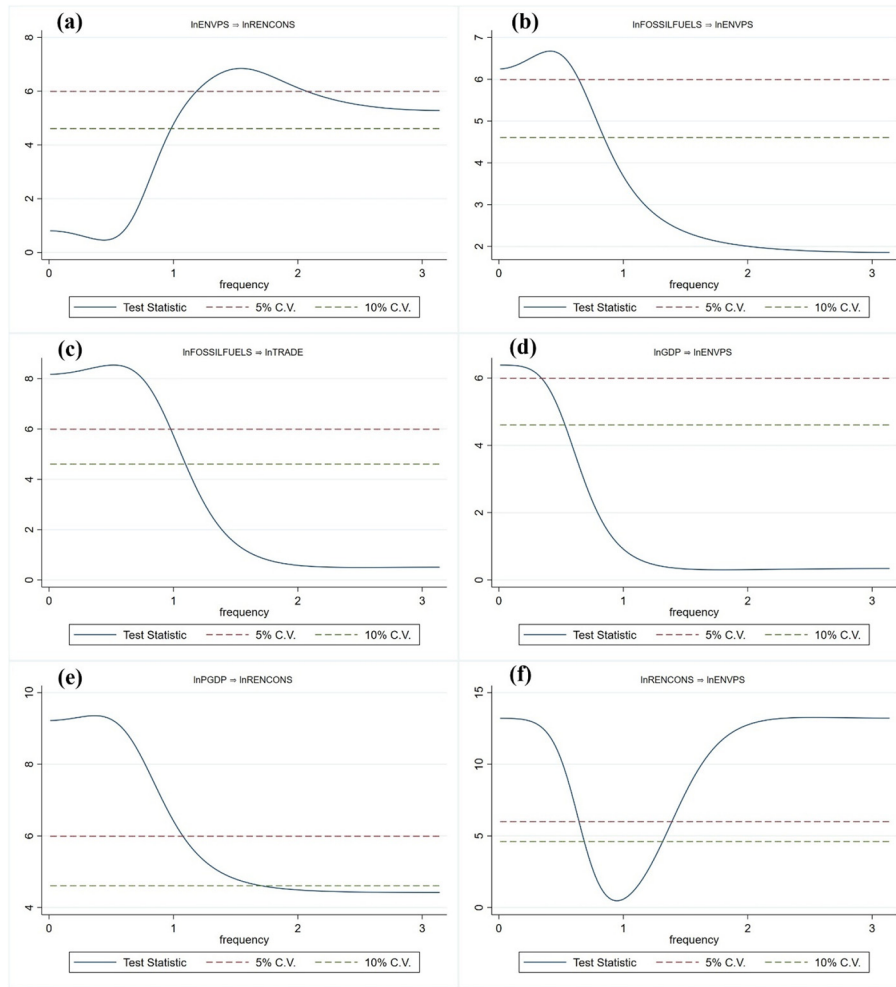 (a) lnENVPS ⇒ lnRENCONS
8
6
4
2
0
0 1 2 3
frequency
Test Statistic 5% C.V. 10% C.V.
(b) lnFOSSILFUELS ⇒ lnENVPS
7
6
5
4
3
2
0 1 2 3
frequency
Test Statistic 5% C.V. 10% C.V.
(c) lnFOSSILFUELS ⇒ lnTRADE
8
6
4
2
0
0 1 2 3
frequency
Test Statistic 5% C.V. 10% C.V.
(d) lnGDP ⇒ lnENVPS
6
4
2
0
0 1 2 3
frequency
Test Statistic 5% C.V. 10% C.V.
(e) lnPGDP ⇒ lnRENCONS
10
8
6
4
0 1 2 3
frequency
Test Statistic 5% C.V. 10% C.V.
(f) lnRENCONS ⇒ lnENVPS
15
10
5
0
0 1 2 3
frequency
Test Statistic 5% C.V. 10% C.V.